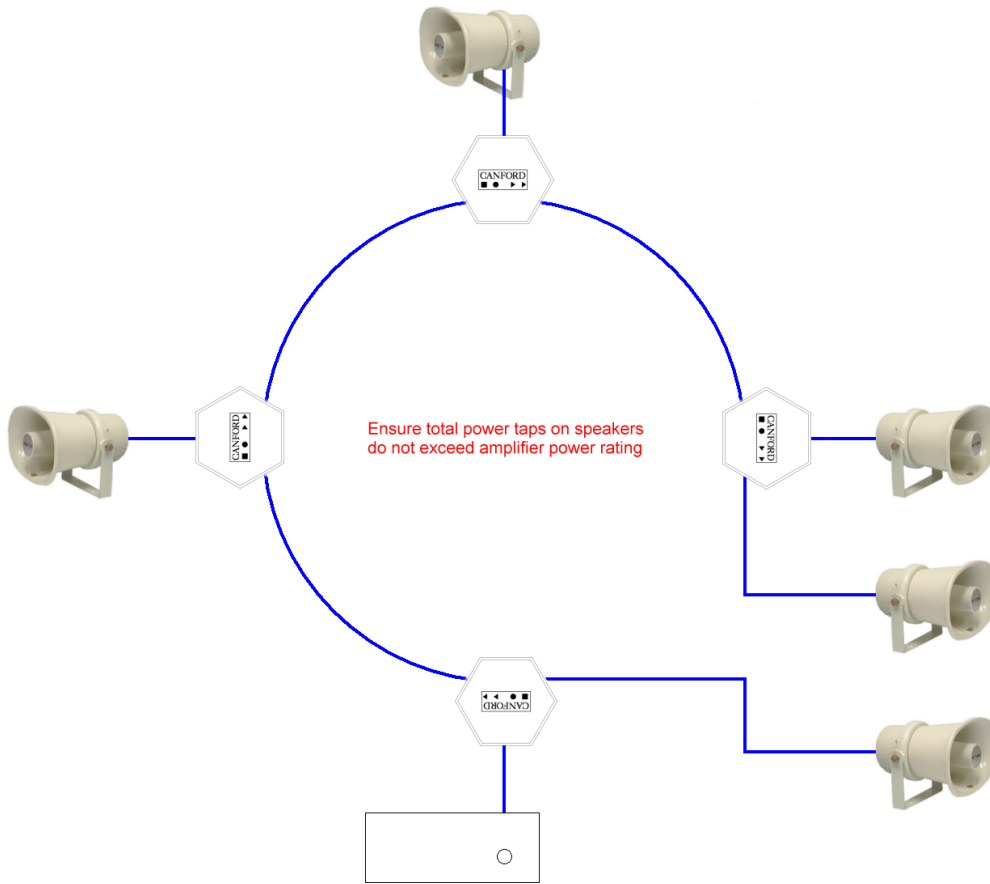 CANFORD
CANFORD
Ensure total power taps on speakers
do not exceed amplifier power rating
CANFORD
CANFORD